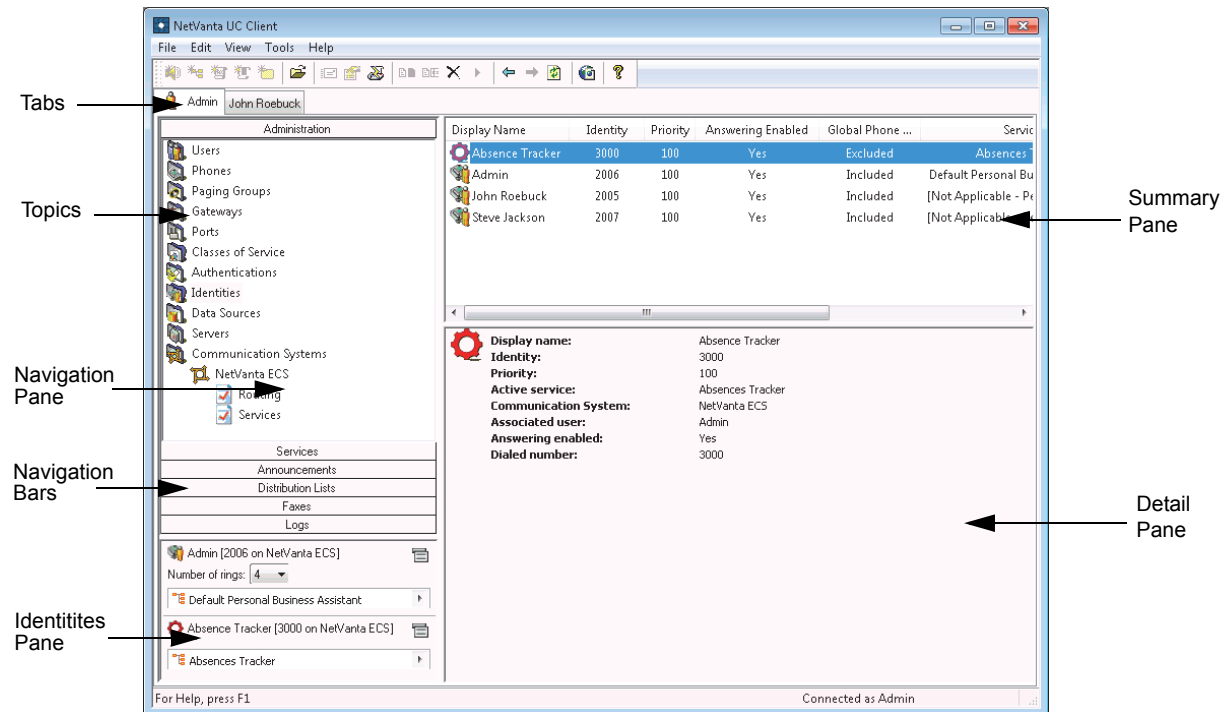 NetVanta UC Client
File Edit View Tools Help
Tabs
Admin John Roebuck
Administration
Users
Phones
Paging Groups
Topics
Gateways
Ports
Classes of Service
Authentications
Identities
Data Sources
Servers
Communication Systems
Navigation
Pane
NetVanta ECS
Routing
Services
Services
Announcements
Navigation
Bars
Distribution Lists
Faxes
Logs
Admin [2006 on NetVanta ECS]
Number of rings: 4
Default Personal Business Assistant
Identitites
Pane
Absence Tracker [3000 on NetVanta ECS]
Absences Tracker
Display Name Identity Priority Answering Enabled Global Phone ... Servic
Absence Tracker 3000 100 Yes Excluded Absences
Admin 2006 100 Yes Included Default Personal Bu
John Roebuck 2005 100 Yes Included [Not Applicable - Pe
Steve Jackson 2007 100 Yes Included [Not Applicable
Summary
Pane
Display name: Absence Tracker
Identity: 3000
Priority: 100
Active service: Absences Tracker
Communication System: NetVanta ECS
Associated user: Admin
Answering enabled: Yes
Dialed number: 3000
Detail
Pane
For Help, press F1
Connected as Admin